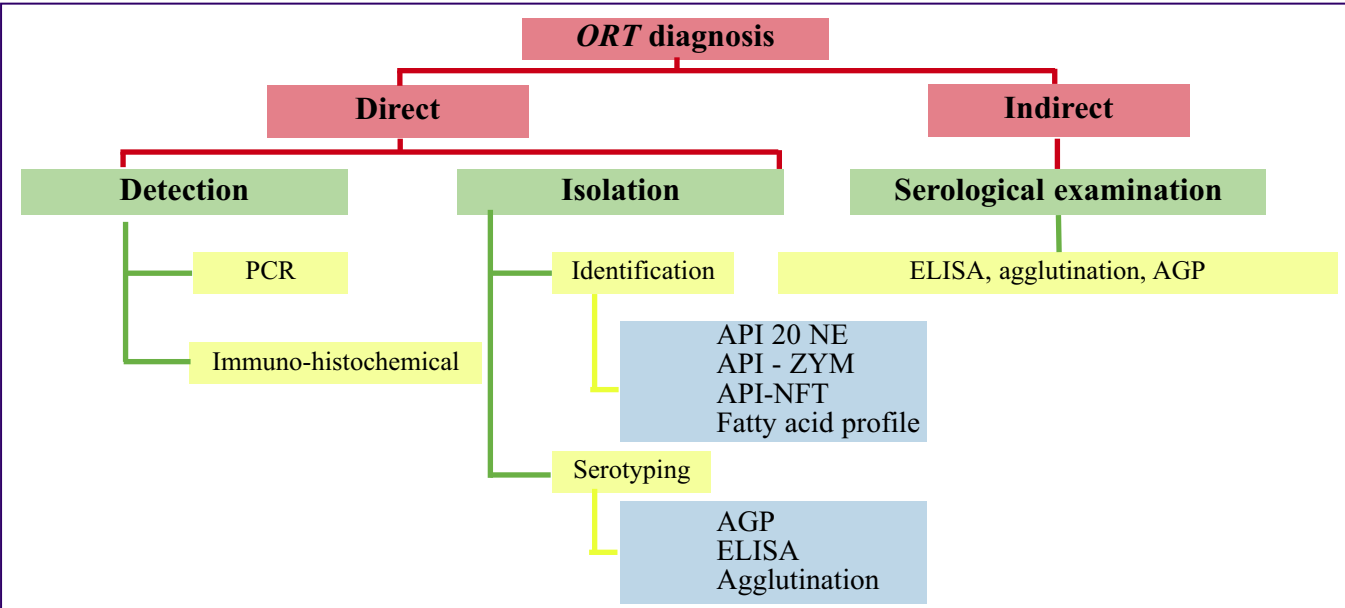 ORT diagnosis
Direct
Indirect
Detection
Isolation
Serological examination
PCR
Identification
ELISA, agglutination, AGP
API 20 NE
API - ZYM
API-NFT
Fatty acid profile
Immuno-histochemical
Serotyping
AGP
ELISA
Agglutination